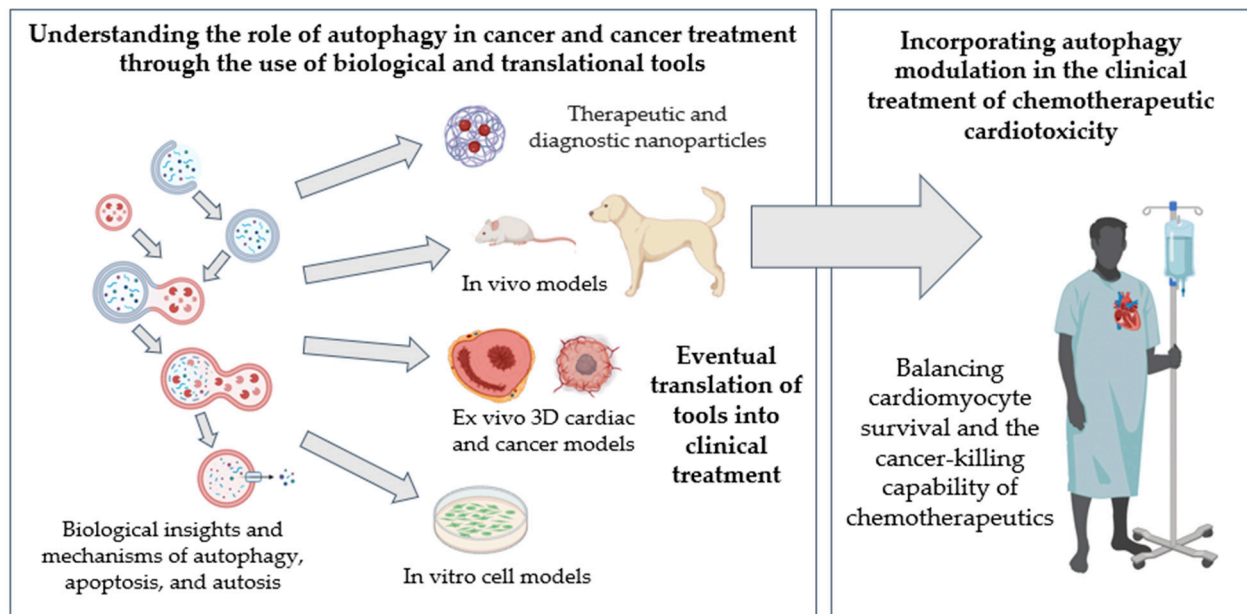 Understanding the role of autophagy in cancer and cancer treatment
through the use of biological and translational tools
Therapeutic and
diagnostic nanoparticles
In vivo models
Ex vivo 3D cardiac
and cancer models
In vitro cell models
Biological insights and
mechanisms of autophagy,
apoptosis, and autosis
Eventual
translation of
tools into
clinical
treatment
Incorporating autophagy
modulation in the clinical
treatment of chemotherapeutic
cardiotoxicity
Balancing
cardiomyocyte
survival and the
cancer-killing
capability of
chemotherapeutics